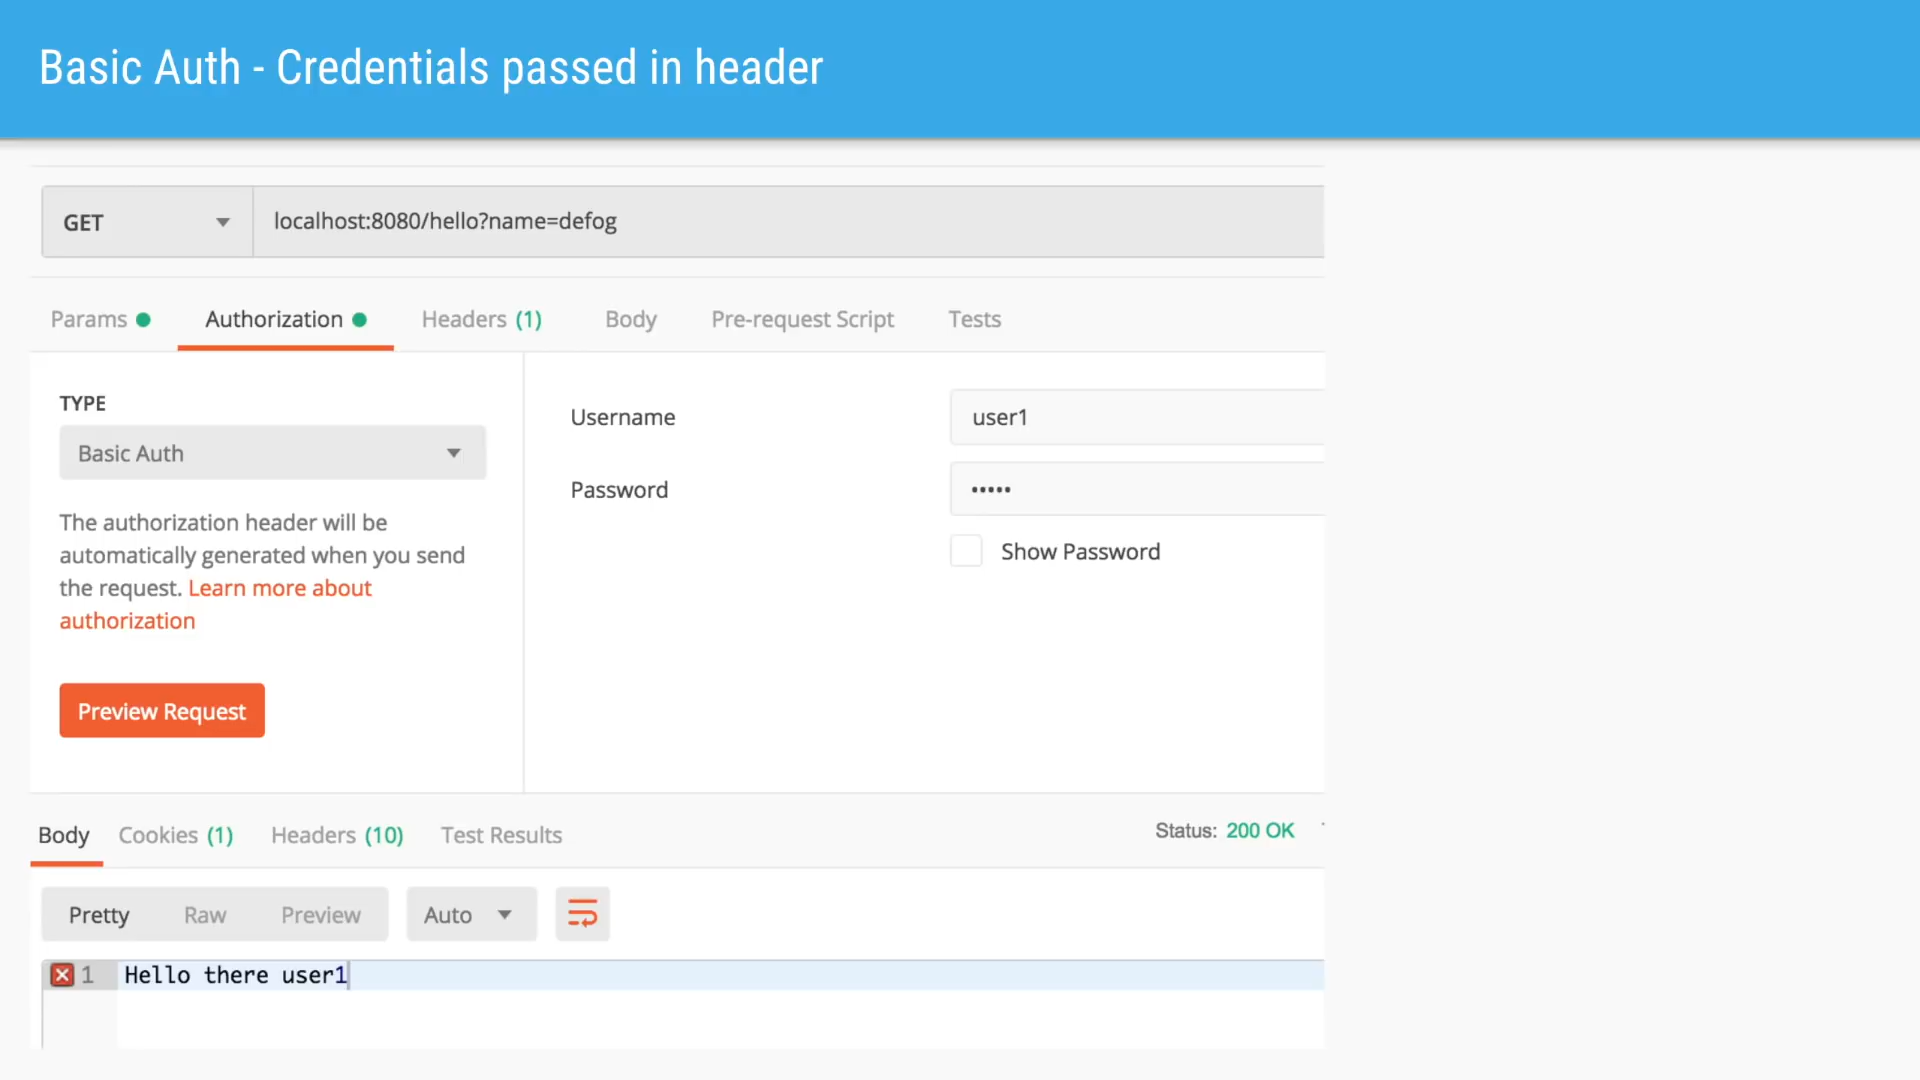 Basic Auth - Credentials passed in header
GET localhost:8080/hello?name=defog
Params Authorization Headers (1) Body Pre-request Script Tests
TYPE
Basic Auth
The authorization header will be
automatically generated when you send
the request. Learn more about
authorization
Preview Request
Username user1
Password •••••
Show Password
Body Cookies (1) Headers (10) Test Results Status: 200 OK
Pretty Raw Preview Auto
1 Hello there user1